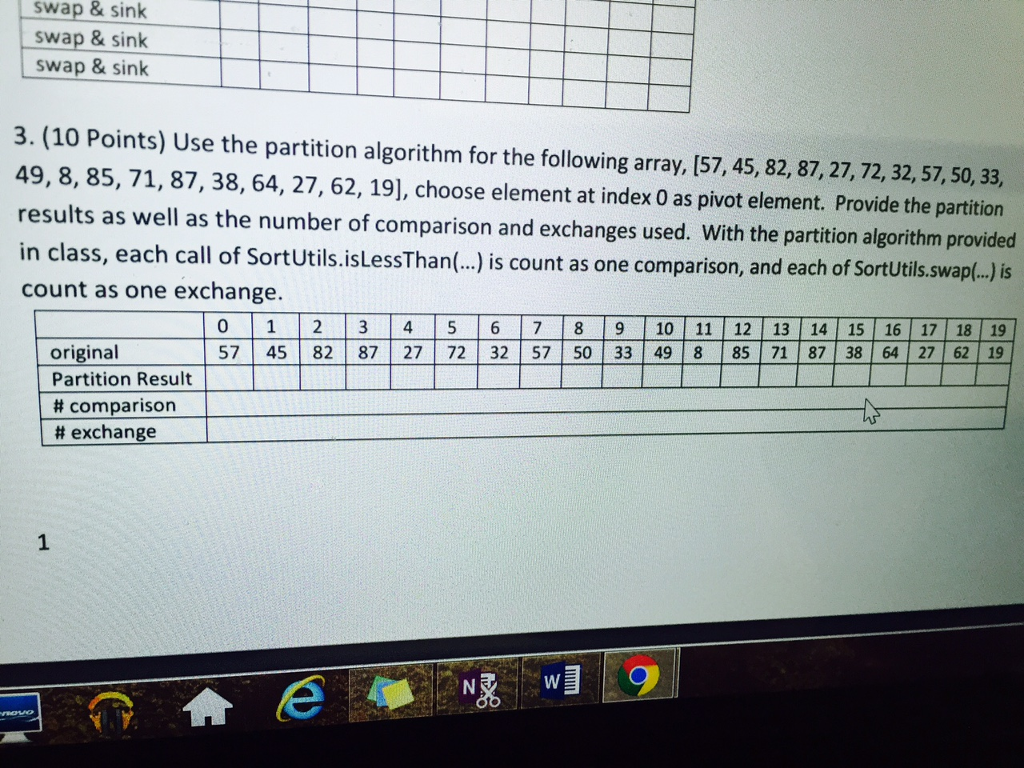 swap & sink
swap & sink
swap & sink
3. (10 Points) Use the partition algorithm for the following array, [57, 45, 82, 87, 27, 72, 32, 57, 50, 33,
49, 8, 85, 71, 87, 38, 64, 27, 62, 19], choose element at index 0 as pivot element. Provide the partition
results as well as the number of comparison and exchanges used. With the partition algorithm provided
in class, each call of SortUtils.isLessThan(...) is count as one comparison, and each of SortUtils.swap(...) is
count as one exchange.
0 1 2 3 4 5 6 7 8 9 10 11 12 13 14 15 16 17 18 19
original 57 45 82 87 27 72 32 57 50 33 49 8 85 71 87 38 64 27 62 19
Partition Result
# comparison
# exchange
1
novo
N
W